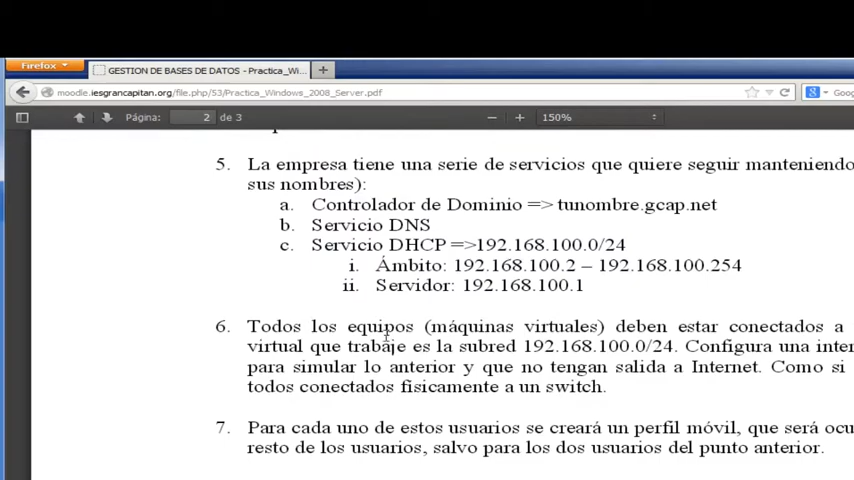 Firefox
GESTION DE BASES DE DATOS - Practica_Wi...
moodle.iesgrancapitan.org/file.php/53/Practica_Windows_2008_Server.pdf
Goog
Página: 2 de 3
150%
5. La empresa tiene una serie de servicios que quiere seguir manteniendo
sus nombres):
a. Controlador de Dominio => tunombre.gcap.net
b. Servicio DNS
c. Servicio DHCP =>192.168.100.0/24
i. Ámbito: 192.168.100.2 – 192.168.100.254
ii. Servidor: 192.168.100.1
6. Todos los equipos (máquinas virtuales) deben estar conectados a
virtual que trabaje es la subred 192.168.100.0/24. Configura una inter
para simular lo anterior y que no tengan salida a Internet. Como si
todos conectados físicamente a un switch.
7. Para cada uno de estos usuarios se creará un perfil móvil, que será ocu
resto de los usuarios, salvo para los dos usuarios del punto anterior.